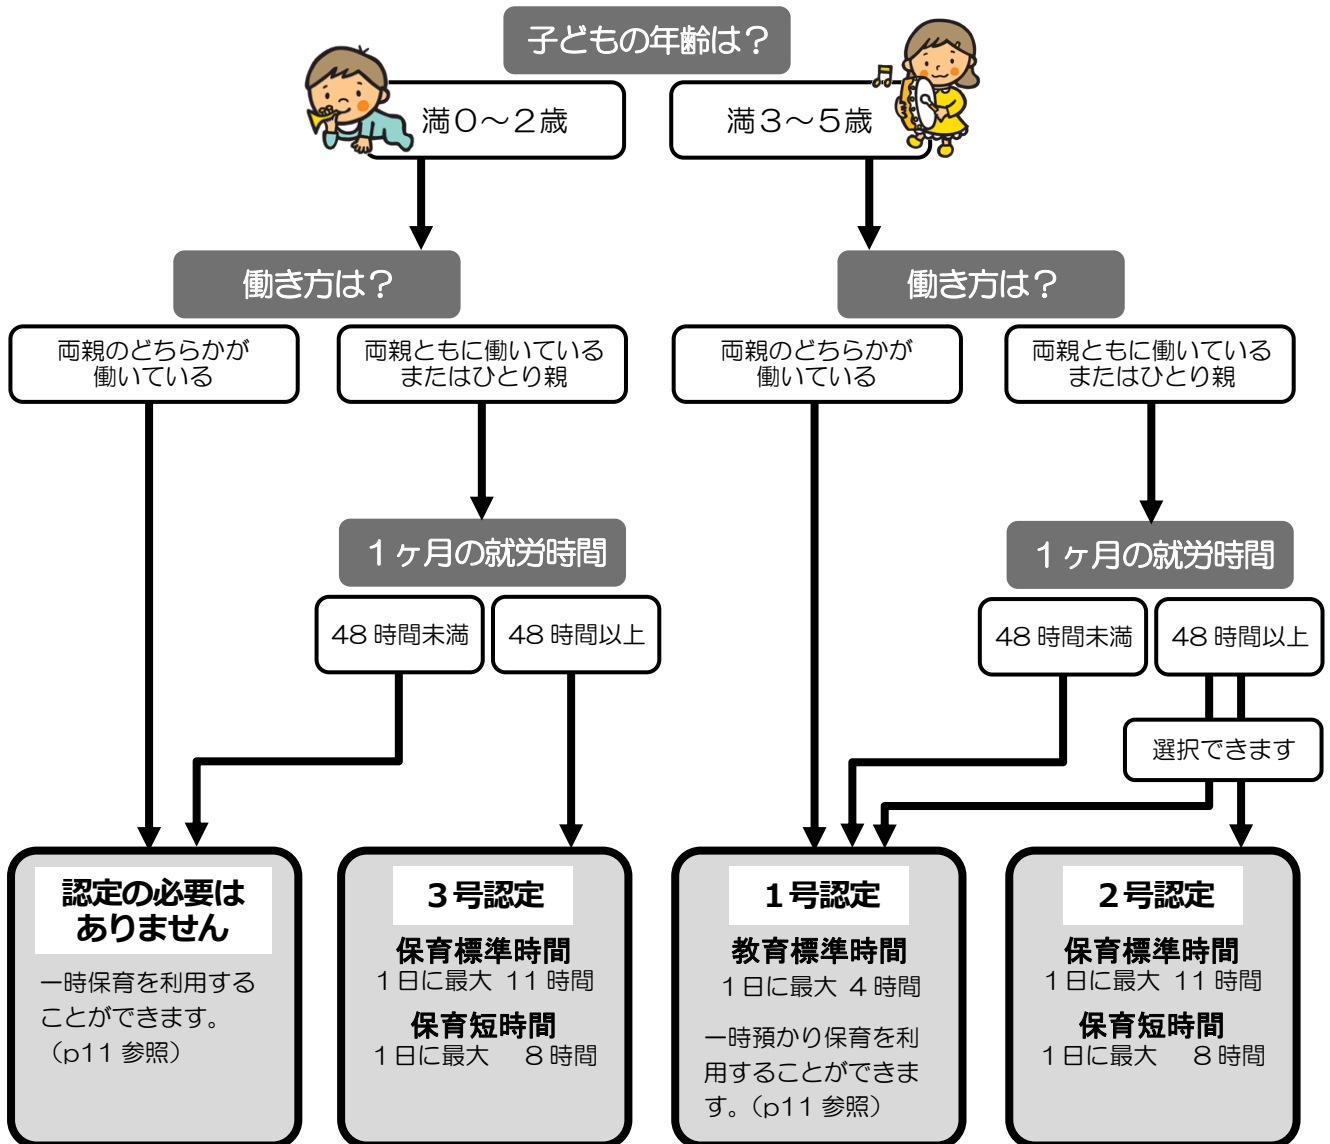 子どもの年齢は？
満０～２歳
満３～５歳
働き方は？
働き方は？
両親のどちらかが
働いている
両親ともに働いている
またはひとり親
両親のどちらかが
働いている
両親ともに働いている
またはひとり親
１ヶ月の就労時間
１ヶ月の就労時間
48 時間未満
48 時間以上
48 時間未満
48 時間以上
選択できます
認定の必要は
ありません
一時保育を利用する
ことができます。
（p11 参照）
３号認定
保育標準時間
１日に最大 11 時間
保育短時間
１日に最大　８時間
１号認定
教育標準時間
１日に最大 ４時間
一時預かり保育を利
用することができま
す。（p11 参照）
２号認定
保育標準時間
１日に最大 11 時間
保育短時間
１日に最大　８時間